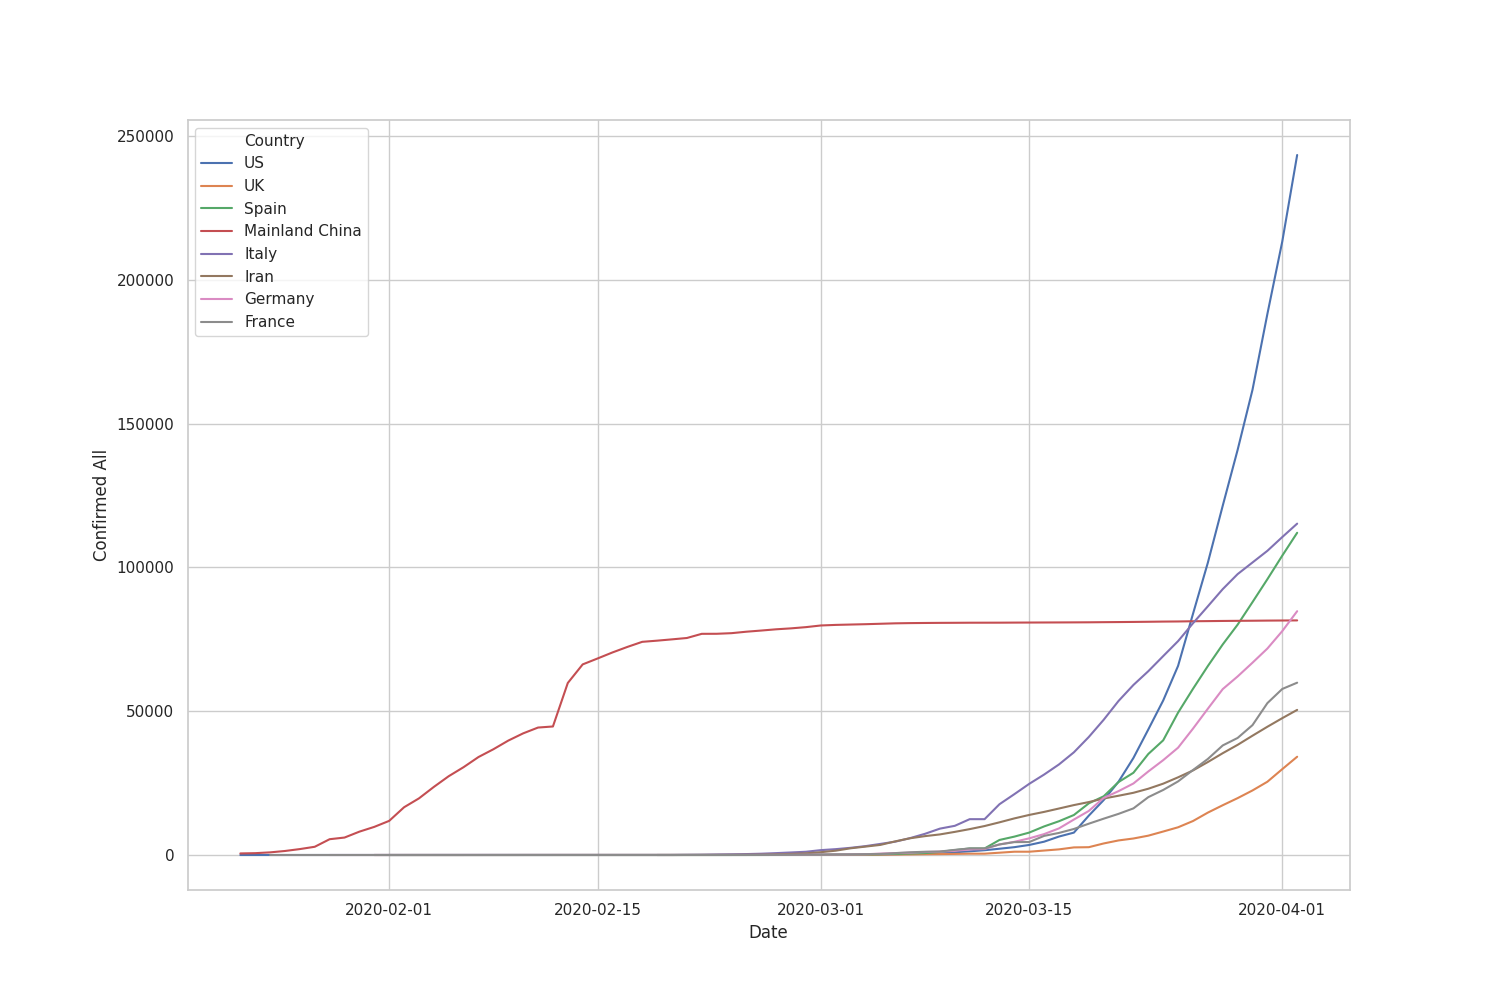 Country
US
UK
Spain
Mainland China
Italy
Iran
Germany
France
250000
200000
150000
100000
50000
0
Confirmed All
2020-02-01
2020-02-15
2020-03-01
2020-03-15
2020-04-01
Date